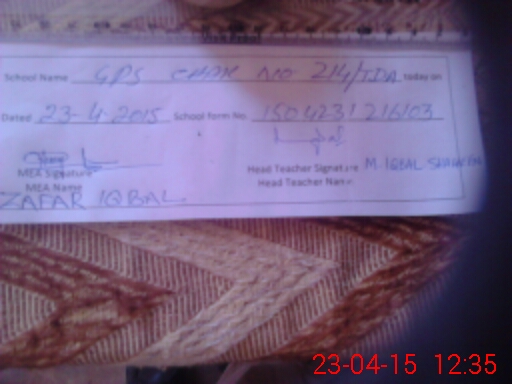 School Name GPS CHAK NO 214/TDA today on
Dated 23-4-2015 School form No. 150423121603
MEA Signature Head Teacher Signature M. IQBAL SHAHEEN
MEA Name Head Teacher Name
ZAFAR IQBAL
23-04-15 12:35